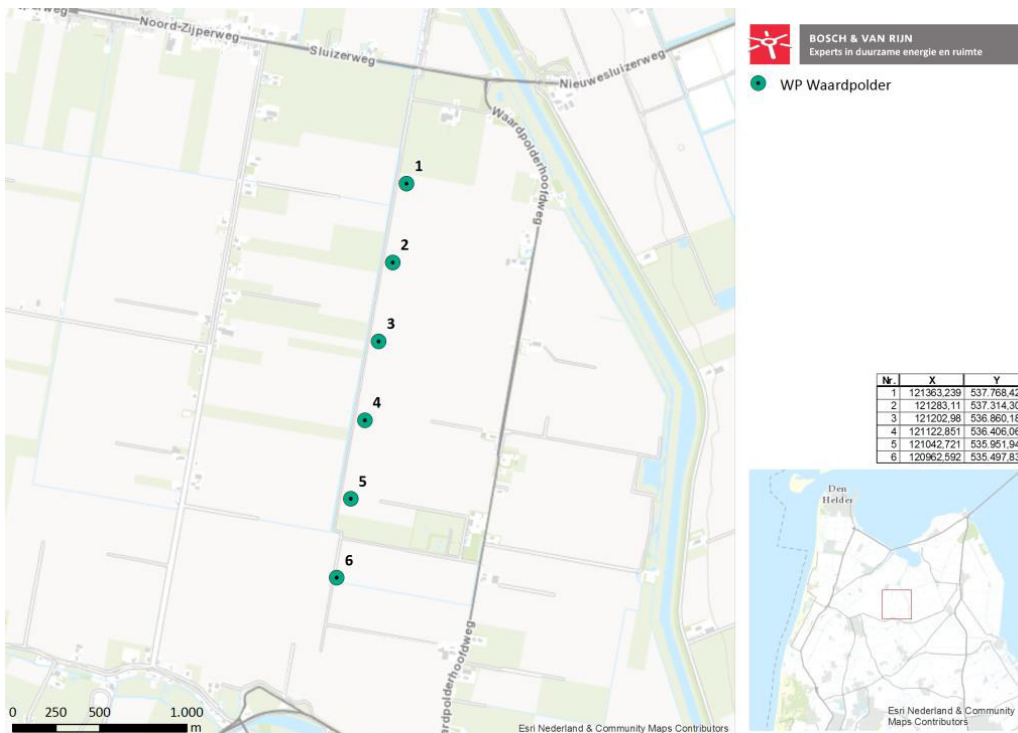 erweg
Noord-Zijperweg
Sluizerweg
Nieuwesluizerweg
Waardpolderhoofdweg
1
2
3
4
5
6
Waardpolderhoofdweg
0 250 500 1.000
m
Esri Nederland & Community Maps Contributors
BOSCH & VAN RIJN
Experts in duurzame energie en ruimte
WP Waardpolder
Nr. X Y
1 121363,239 537.768,42
2 121283,11 537.314,30
3 121202,98 536.860,18
4 121122,851 536.406,06
5 121042,721 535.951,94
6 120962,592 535.497,83
Den
Helder
Esri Nederland & Community
Maps Contributors